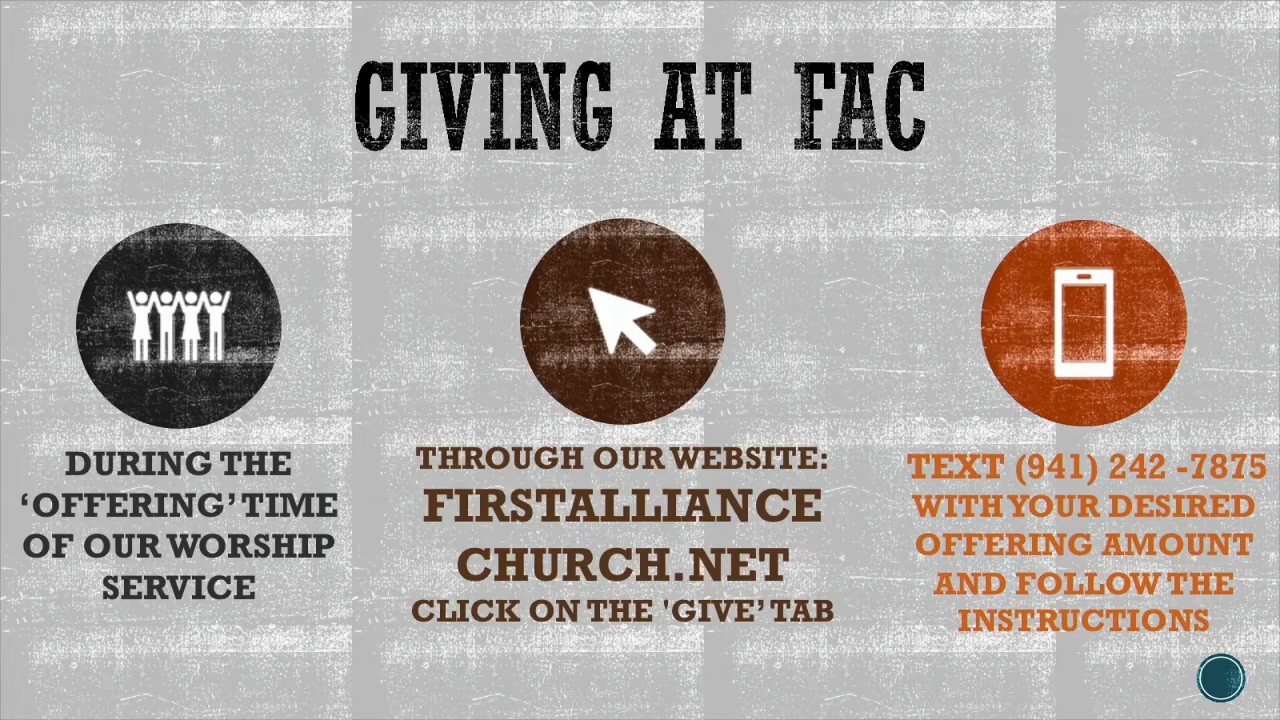 GIVING AT FAC
DURING THE
‘OFFERING’ TIME
OF OUR WORSHIP
SERVICE
THROUGH OUR WEBSITE:
FIRSTALLIANCE
CHURCH.NET
CLICK ON THE 'GIVE’ TAB
TEXT (941) 242 -7875
WITH YOUR DESIRED
OFFERING AMOUNT
AND FOLLOW THE
INSTRUCTIONS